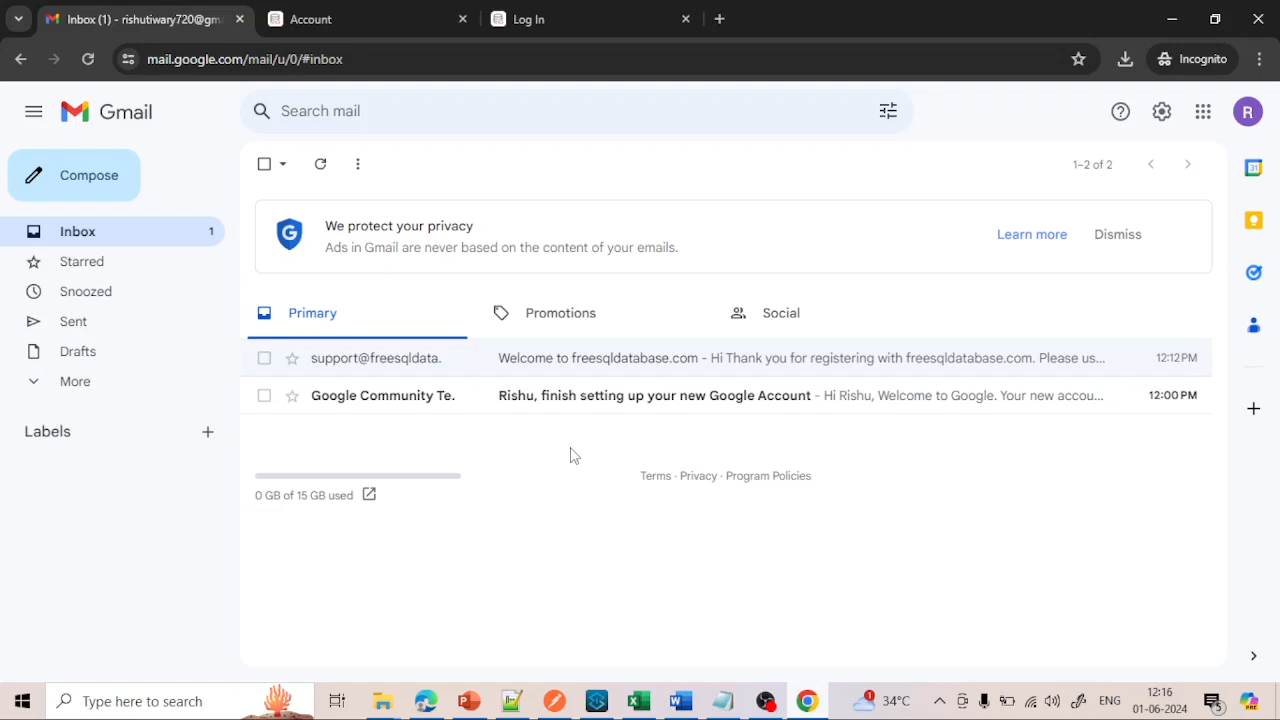 Inbox (1) - rishutiwary720@gma
Account
Log In
mail.google.com/mail/u/0/#inbox
Incognito
Gmail
Search mail
R
Compose
1–2 of 2
31
We protect your privacy
Ads in Gmail are never based on the content of your emails.
Learn more
Dismiss
Inbox
1
Starred
Snoozed
Sent
Drafts
More
Labels
Primary
Promotions
Social
support@freesqldata.
Welcome to freesqldatabase.com - Hi Thank you for registering with freesqldatabase.com. Please us...
12:12 PM
Google Community Te.
Rishu, finish setting up your new Google Account - Hi Rishu, Welcome to Google. Your new accou...
12:00 PM
Terms · Privacy · Program Policies
0 GB of 15 GB used
Type here to search
1
34°C
ENG
12:16
01-06-2024
5
PRE